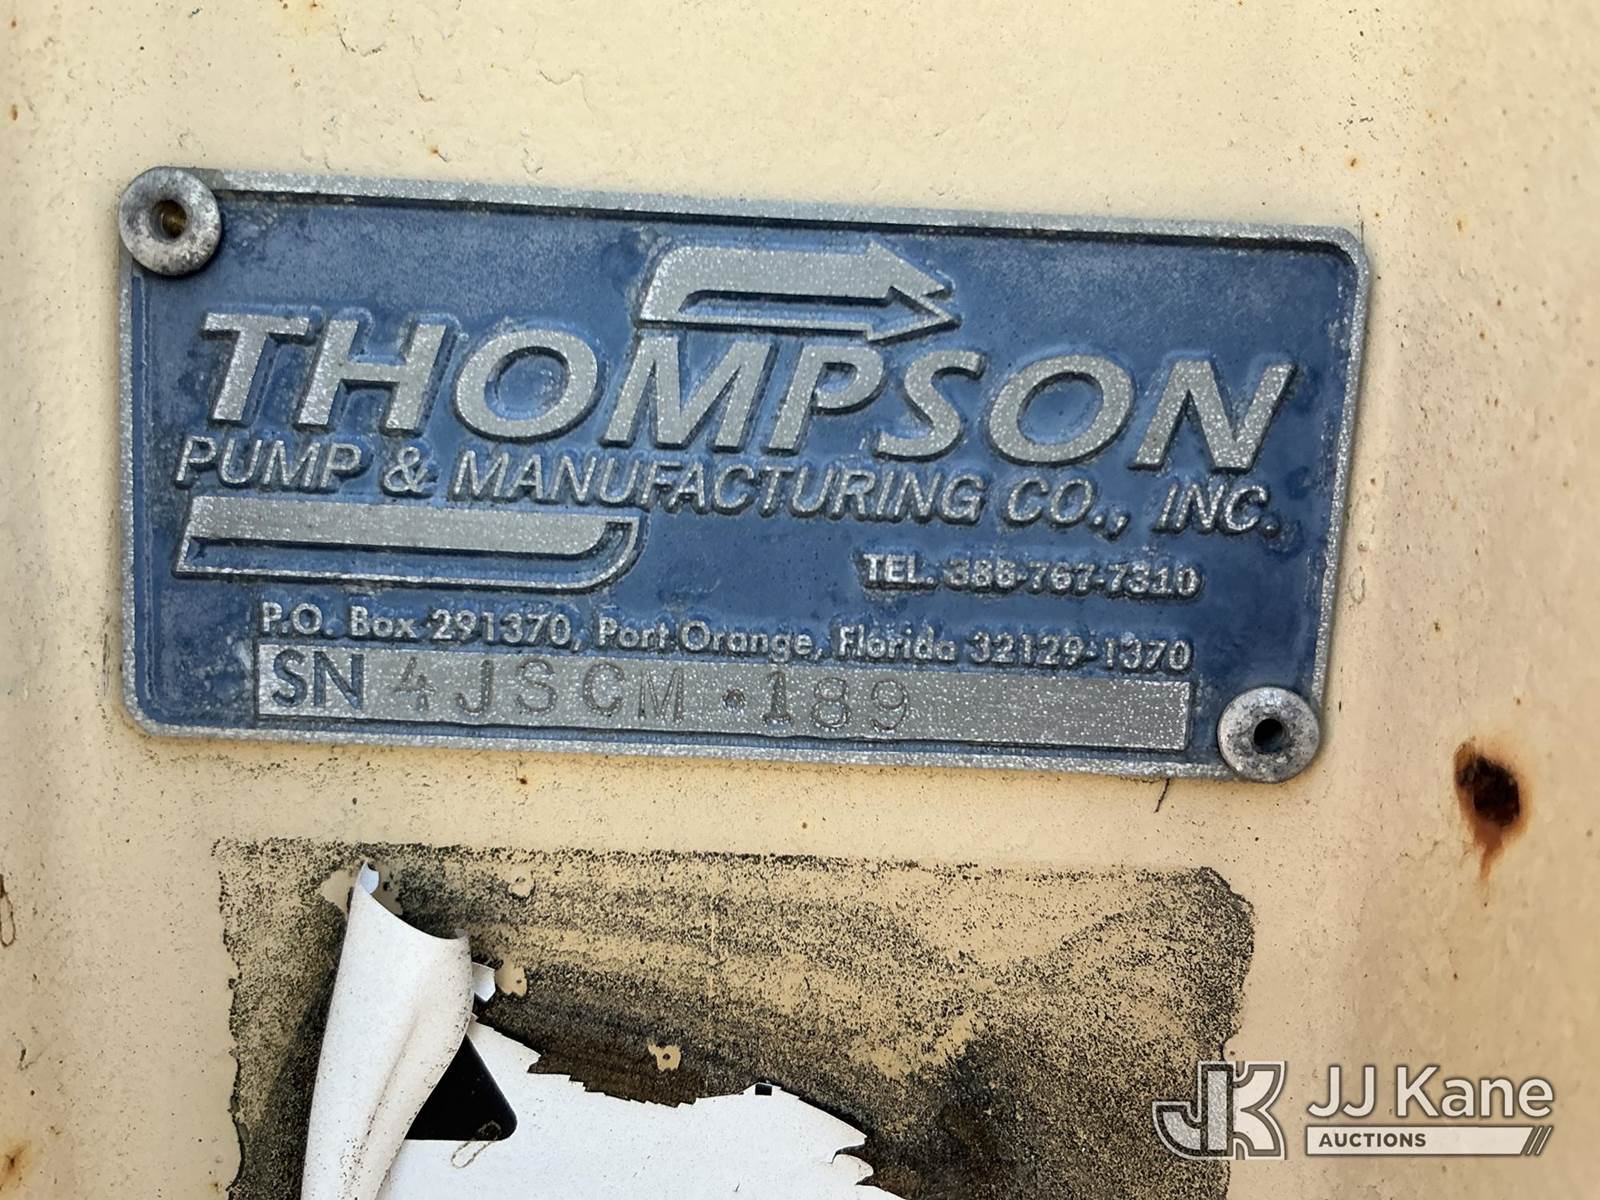 THOMPSON
PUMP & MANUFACTURING CO., INC.
TEL. 386-767-7310
P.O. Box 291370, Port Orange, Florida 32129-1370
SN 4JSCM•189
JK JJ Kane
AUCTIONS